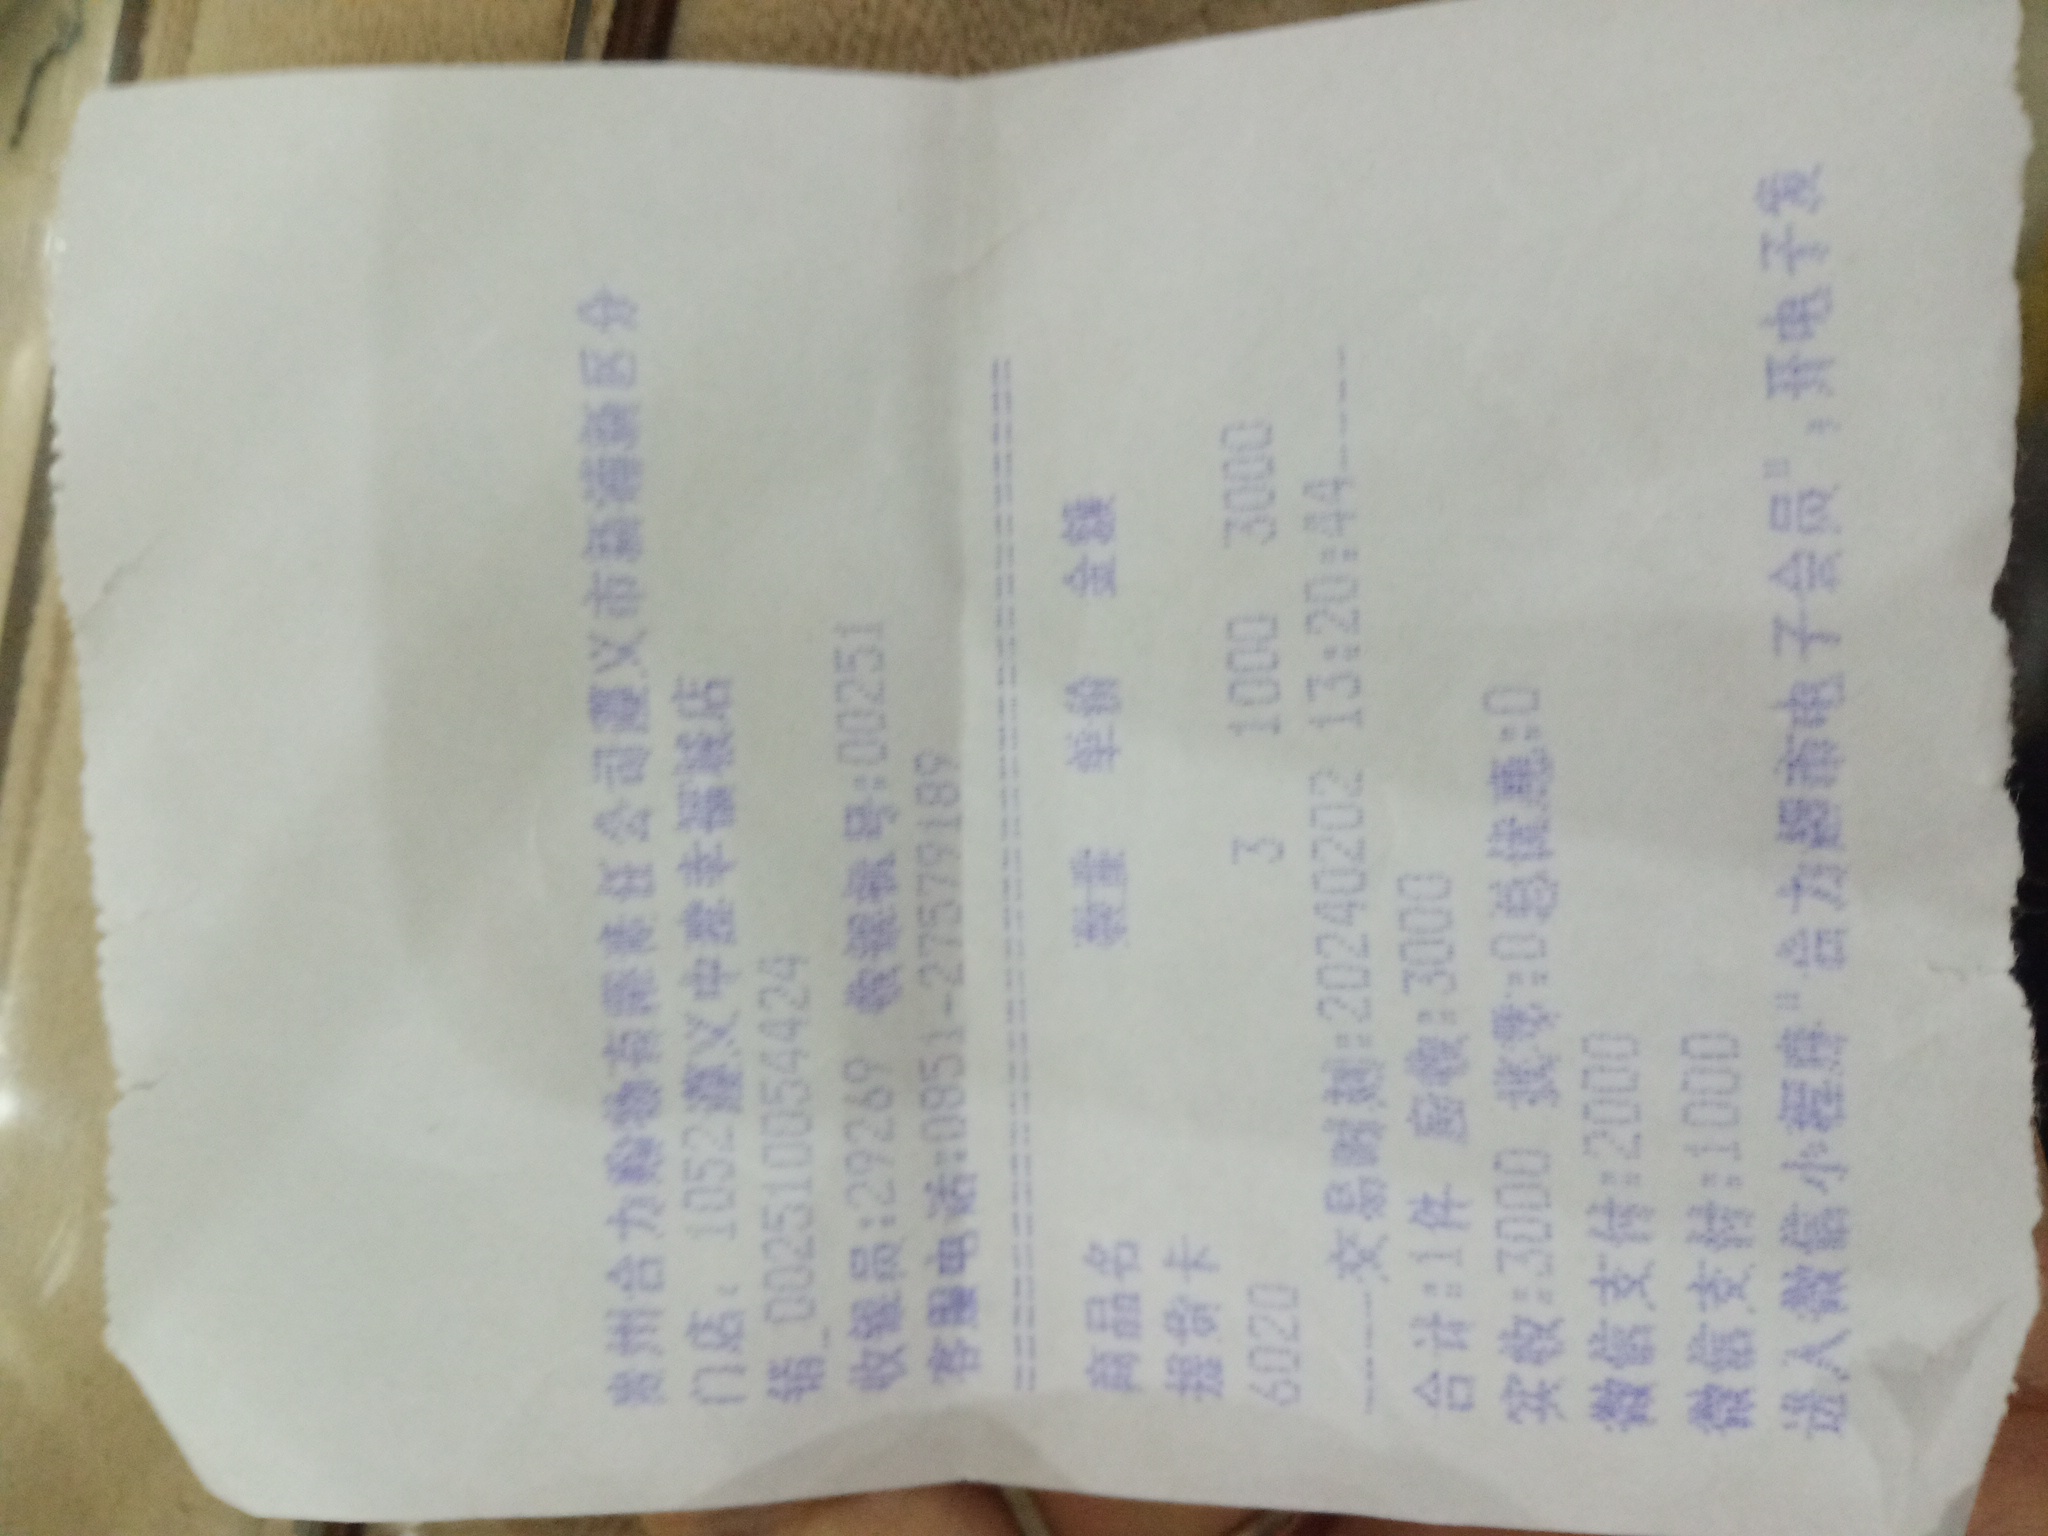 贵州合力购物有限责任公司遵义市新浦新区分
门店：1052遵义中建幸福城店
销_00251005442​4
收银员:29269 收银机号:00251
客服电话:0851-27579189
==================================
商品名 数量 单价 金额
提货卡
6020 3 1000 3000
------交易时刻:20240202 13:20:44------
合计:1件 应收:3000
实收:3000 找零:0总优惠:0
微信支付:2000
微信支付:1000
进入微信小程序"合力超市电子会员"，开电子发